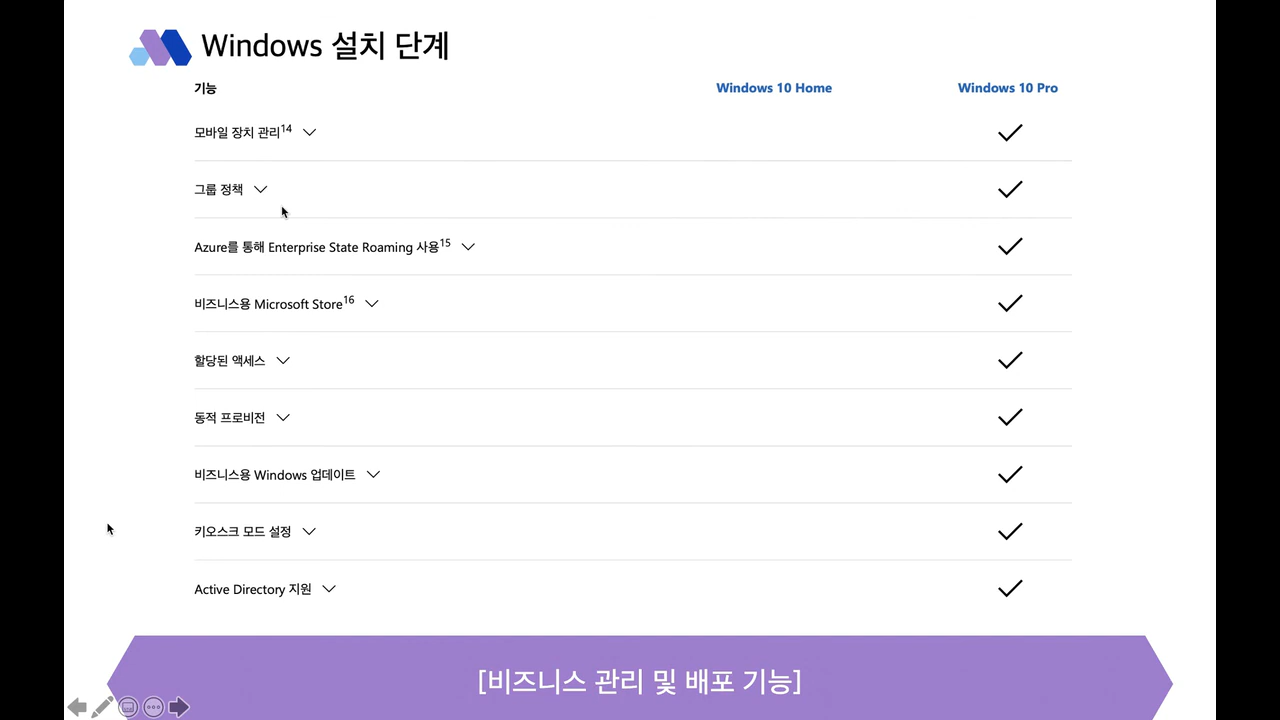 Windows 설치 단계
기능 Windows 10 Home Windows 10 Pro
모바일 장치 관리14
그룹 정책
Azure를 통해 Enterprise State Roaming 사용15
비즈니스용 Microsoft Store16
할당된 액세스
동적 프로비전
비즈니스용 Windows 업데이트
키오스크 모드 설정
Active Directory 지원
[비즈니스 관리 및 배포 기능]